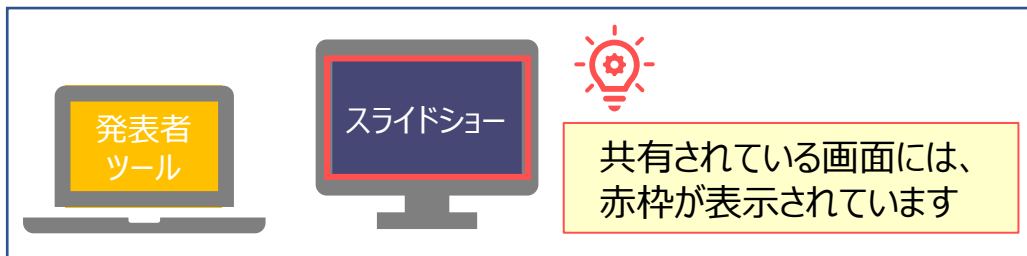 発表者
ツール
スライドショー
共有されている画面には、
赤枠が表示されています